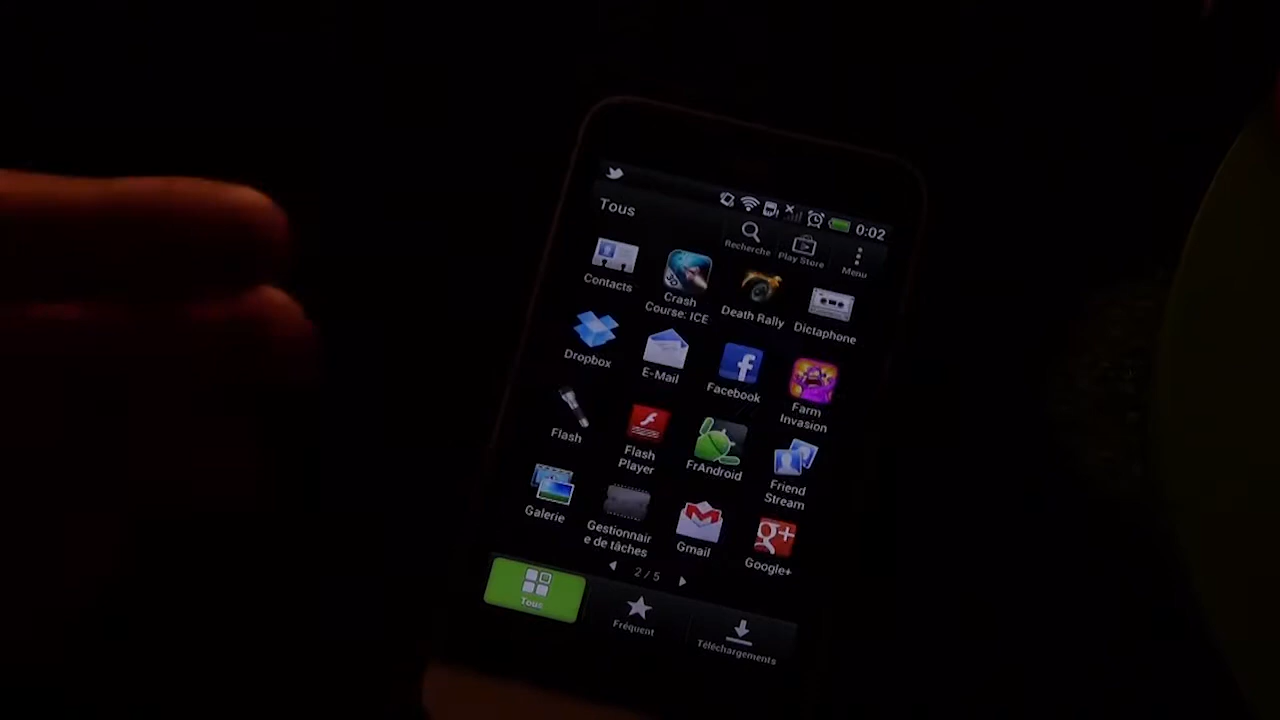 0:02
Tous
Recherche
Play Store
Menu
Contacts
Crash
Course: ICE
Death Rally
Dictaphone
Dropbox
E-Mail
Facebook
Farm
Invasion
Flash
Flash
Player
FrAndroid
Friend
Stream
Galerie
Gestionnair
e de tâches
Gmail
Google+
2/5
Tous
Fréquent
Téléchargements